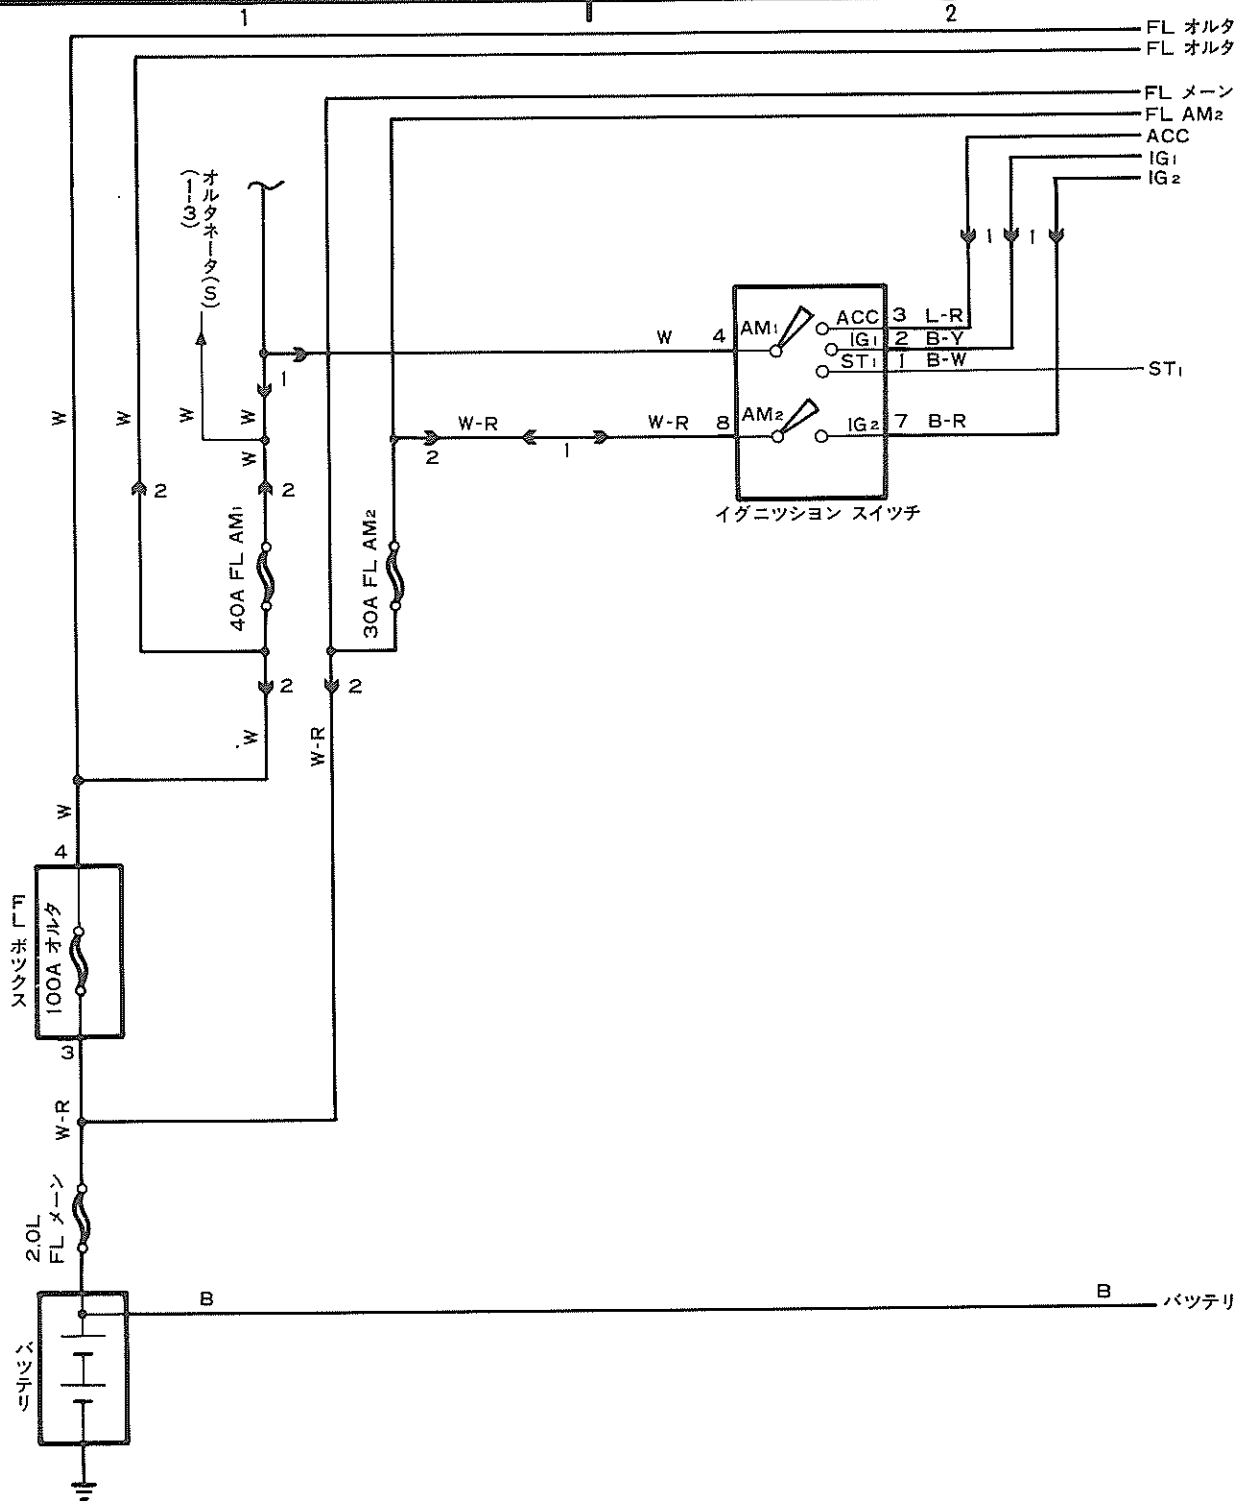 1
2
FL オルタ
FL オルタ
FL メーン
FL AM2
ACC
IG1
IG2
オルタネータ(S)
(1-3)
1
1
W
4
AM1
ACC
3
L-R
IG1
2
B-Y
ST1
1
B-W
ST1
1
W
W
W
W
W
W-R
2
1
W-R
8
AM2
IG2
7
B-R
2
2
イグニッション スイッチ
40A FL AM1
30A FL AM2
2
2
W
W-R
W
4
FL ボックス
100A オルタ
3
W-R
2.0L
FL メーン
B
B
バッテリ
バッテリ